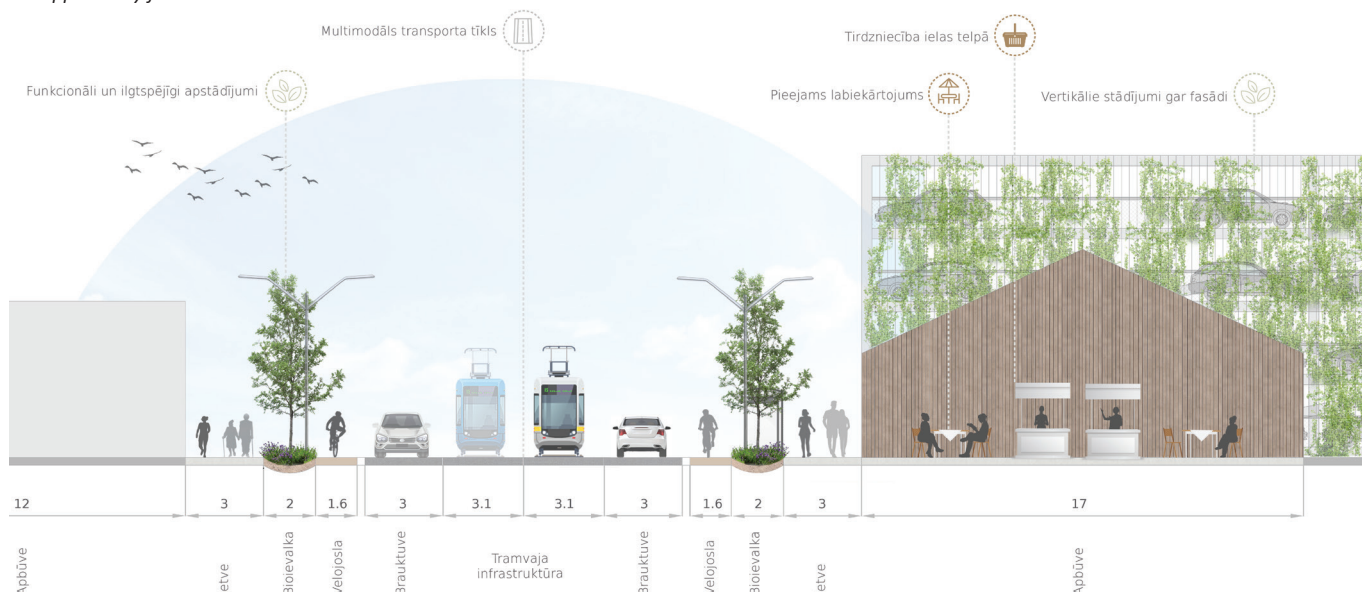 Multimodāls transporta tīkls
Tirdzniecība ielas telpā
Funkcionāli un ilgtspējīgi apstādījumi
Pieejams labiekārtojums
Vertikālie stādījumi gar fasādi
12 3 2 1.6 3 3.1 3.1 3 1.6 2 3 17
Apbūve
Bioievalka
Velojosla
Brauktuve
Tramvaja
infrastruktūra
Brauktuve
Velojosla
Bioievalka
Apbūve